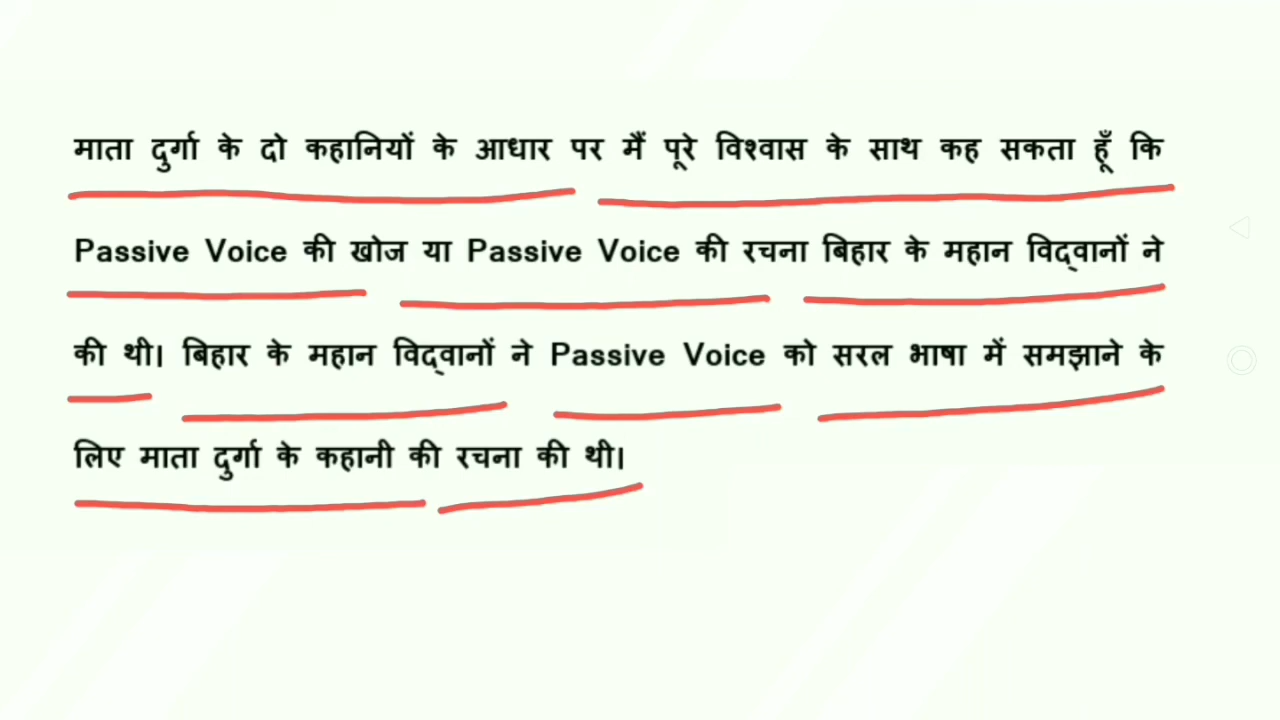 माता दुर्गा के दो कहानियों के आधार पर मैं पूरे विश्वास के साथ कह सकता हूँ कि
Passive Voice की खोज या Passive Voice की रचना बिहार के महान विद्वानों ने
की थी। बिहार के महान विद्वानों ने Passive Voice को सरल भाषा में समझाने के
लिए माता दुर्गा के कहानी की रचना की थी।